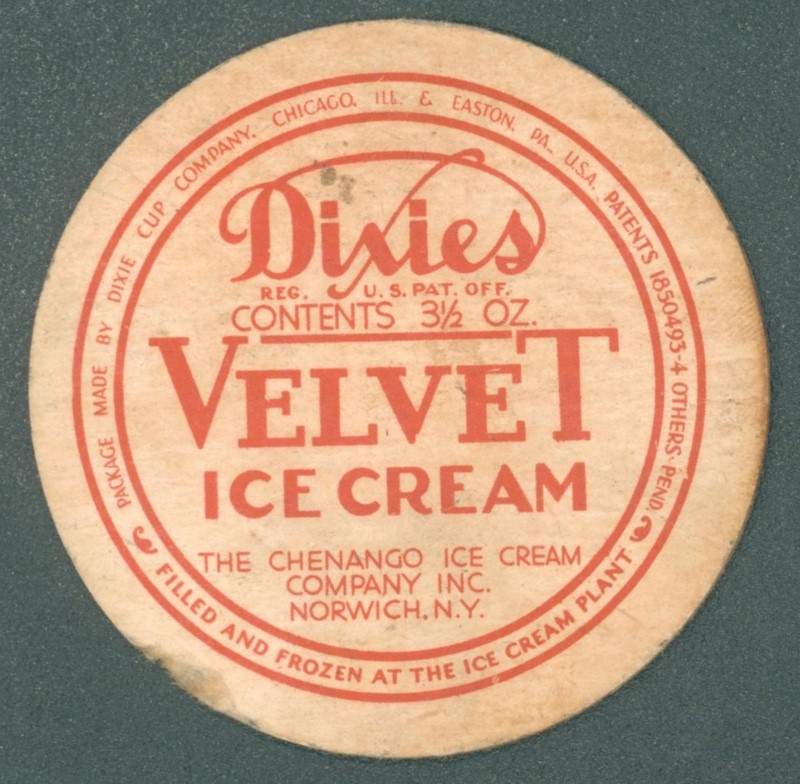 PACKAGE MADE BY DIXIE CUP COMPANY. CHICAGO. ILL. & EASTON. PA. U.S.A. PATENTS 1850493-4 OTHERS. PEND.
Dixies
REG. U. S. PAT. OFF.
CONTENTS 3½ OZ.
VELVET
ICE CREAM
THE CHENANGO ICE CREAM
COMPANY INC.
NORWICH. N.Y.
FILLED AND FROZEN AT THE ICE CREAM PLANT